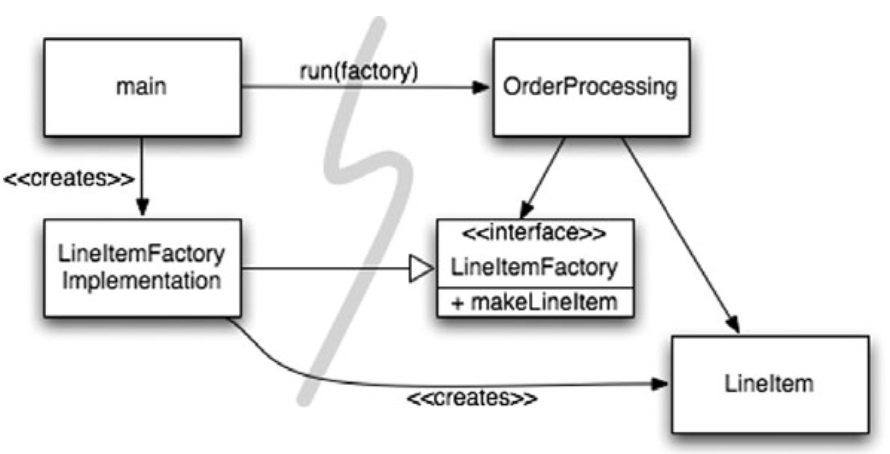 main
run(factory)
OrderProcessing
<<creates>>
LineItemFactory
Implementation
<<interface>>
LineItemFactory
+ makeLineItem
<<creates>>
LineItem